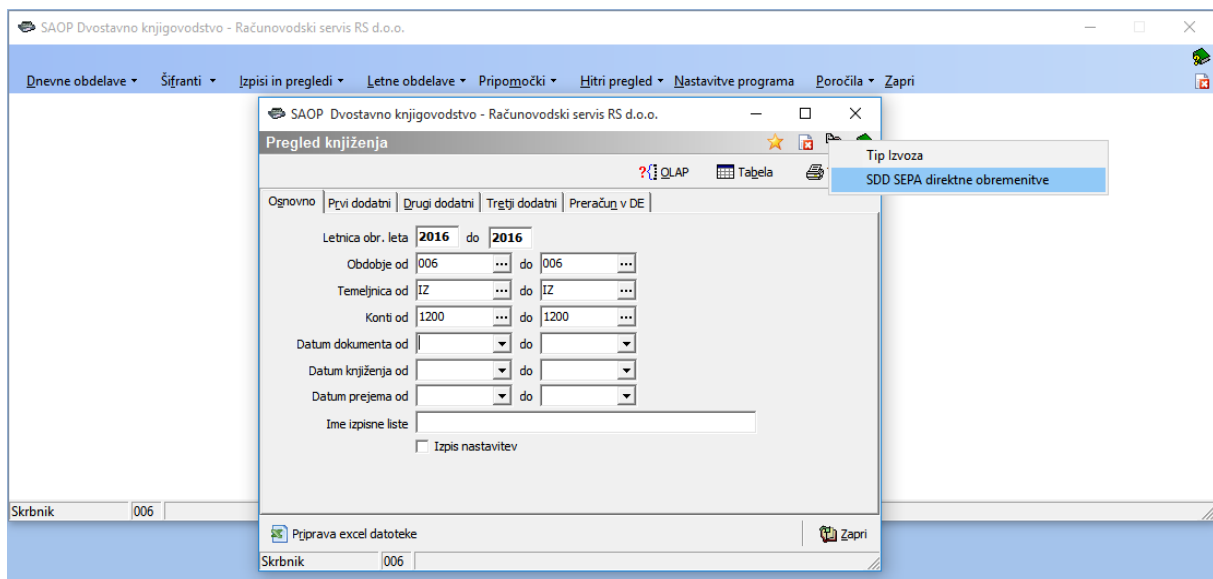 SAOP Dvostavno knjigovodstvo - Računovodski servis RS d.o.o.
Dnevne obdelave Šifranti Izpisi in pregledi Letne obdelave Pripomočki Hitri pregled Nastavitve programa Poročila Zapri
SAOP Dvostavno knjigovodstvo - Računovodski servis RS d.o.o.
Pregled knjiženja
Tip Izvoza
?{ OLAP Tabela
SDD SEPA direktne obremenitve
Osnovno Prvi dodatni Drugi dodatni Tretji dodatni Preračun v DE
Letnica obr. leta 2016 do 2016
Obdobje od 006 ... do 006 ...
Temeljnica od IZ ... do IZ ...
Konti od 1200 ... do 1200 ...
Datum dokumenta od do
Datum knjiženja od do
Datum prejema od do
Ime izpisne liste
Izpis nastavitev
Skrbnik 006
Priprava excel datoteke Zapri
Skrbnik 006